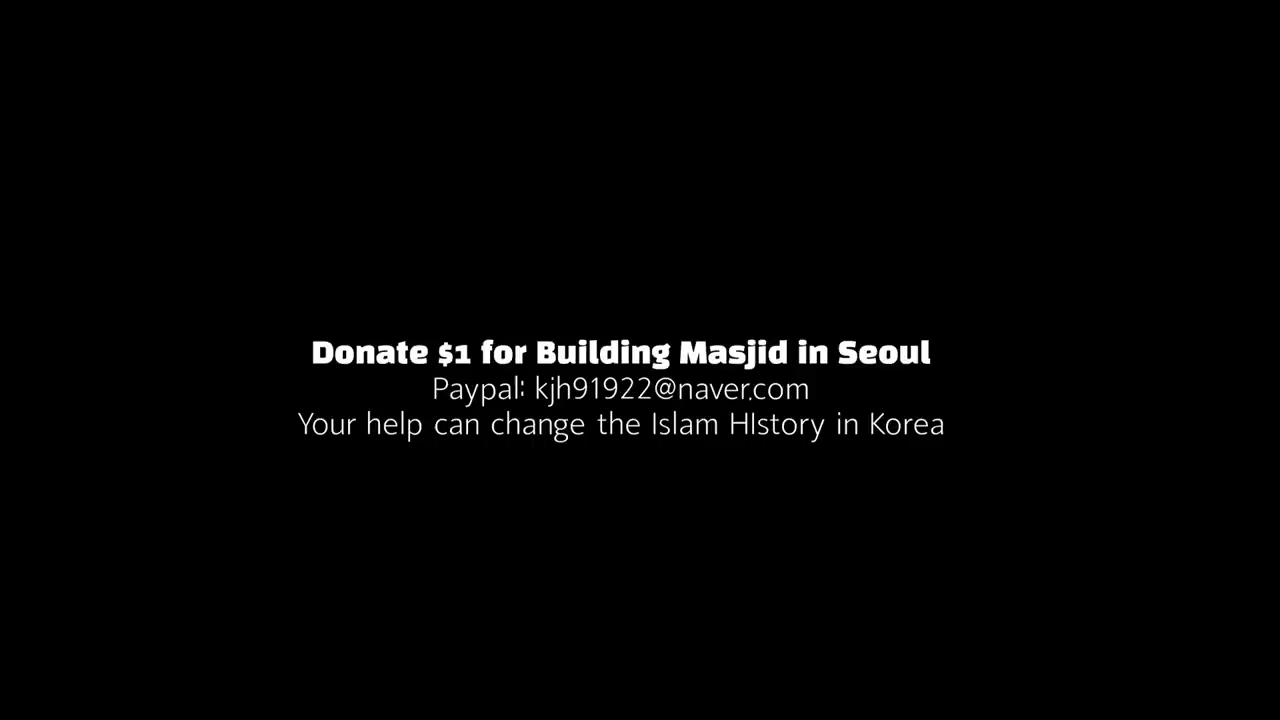 Donate $1 for Building Masjid in Seoul
Paypal: kjh91922@naver.com
Your help can change the Islam HIstory in Korea